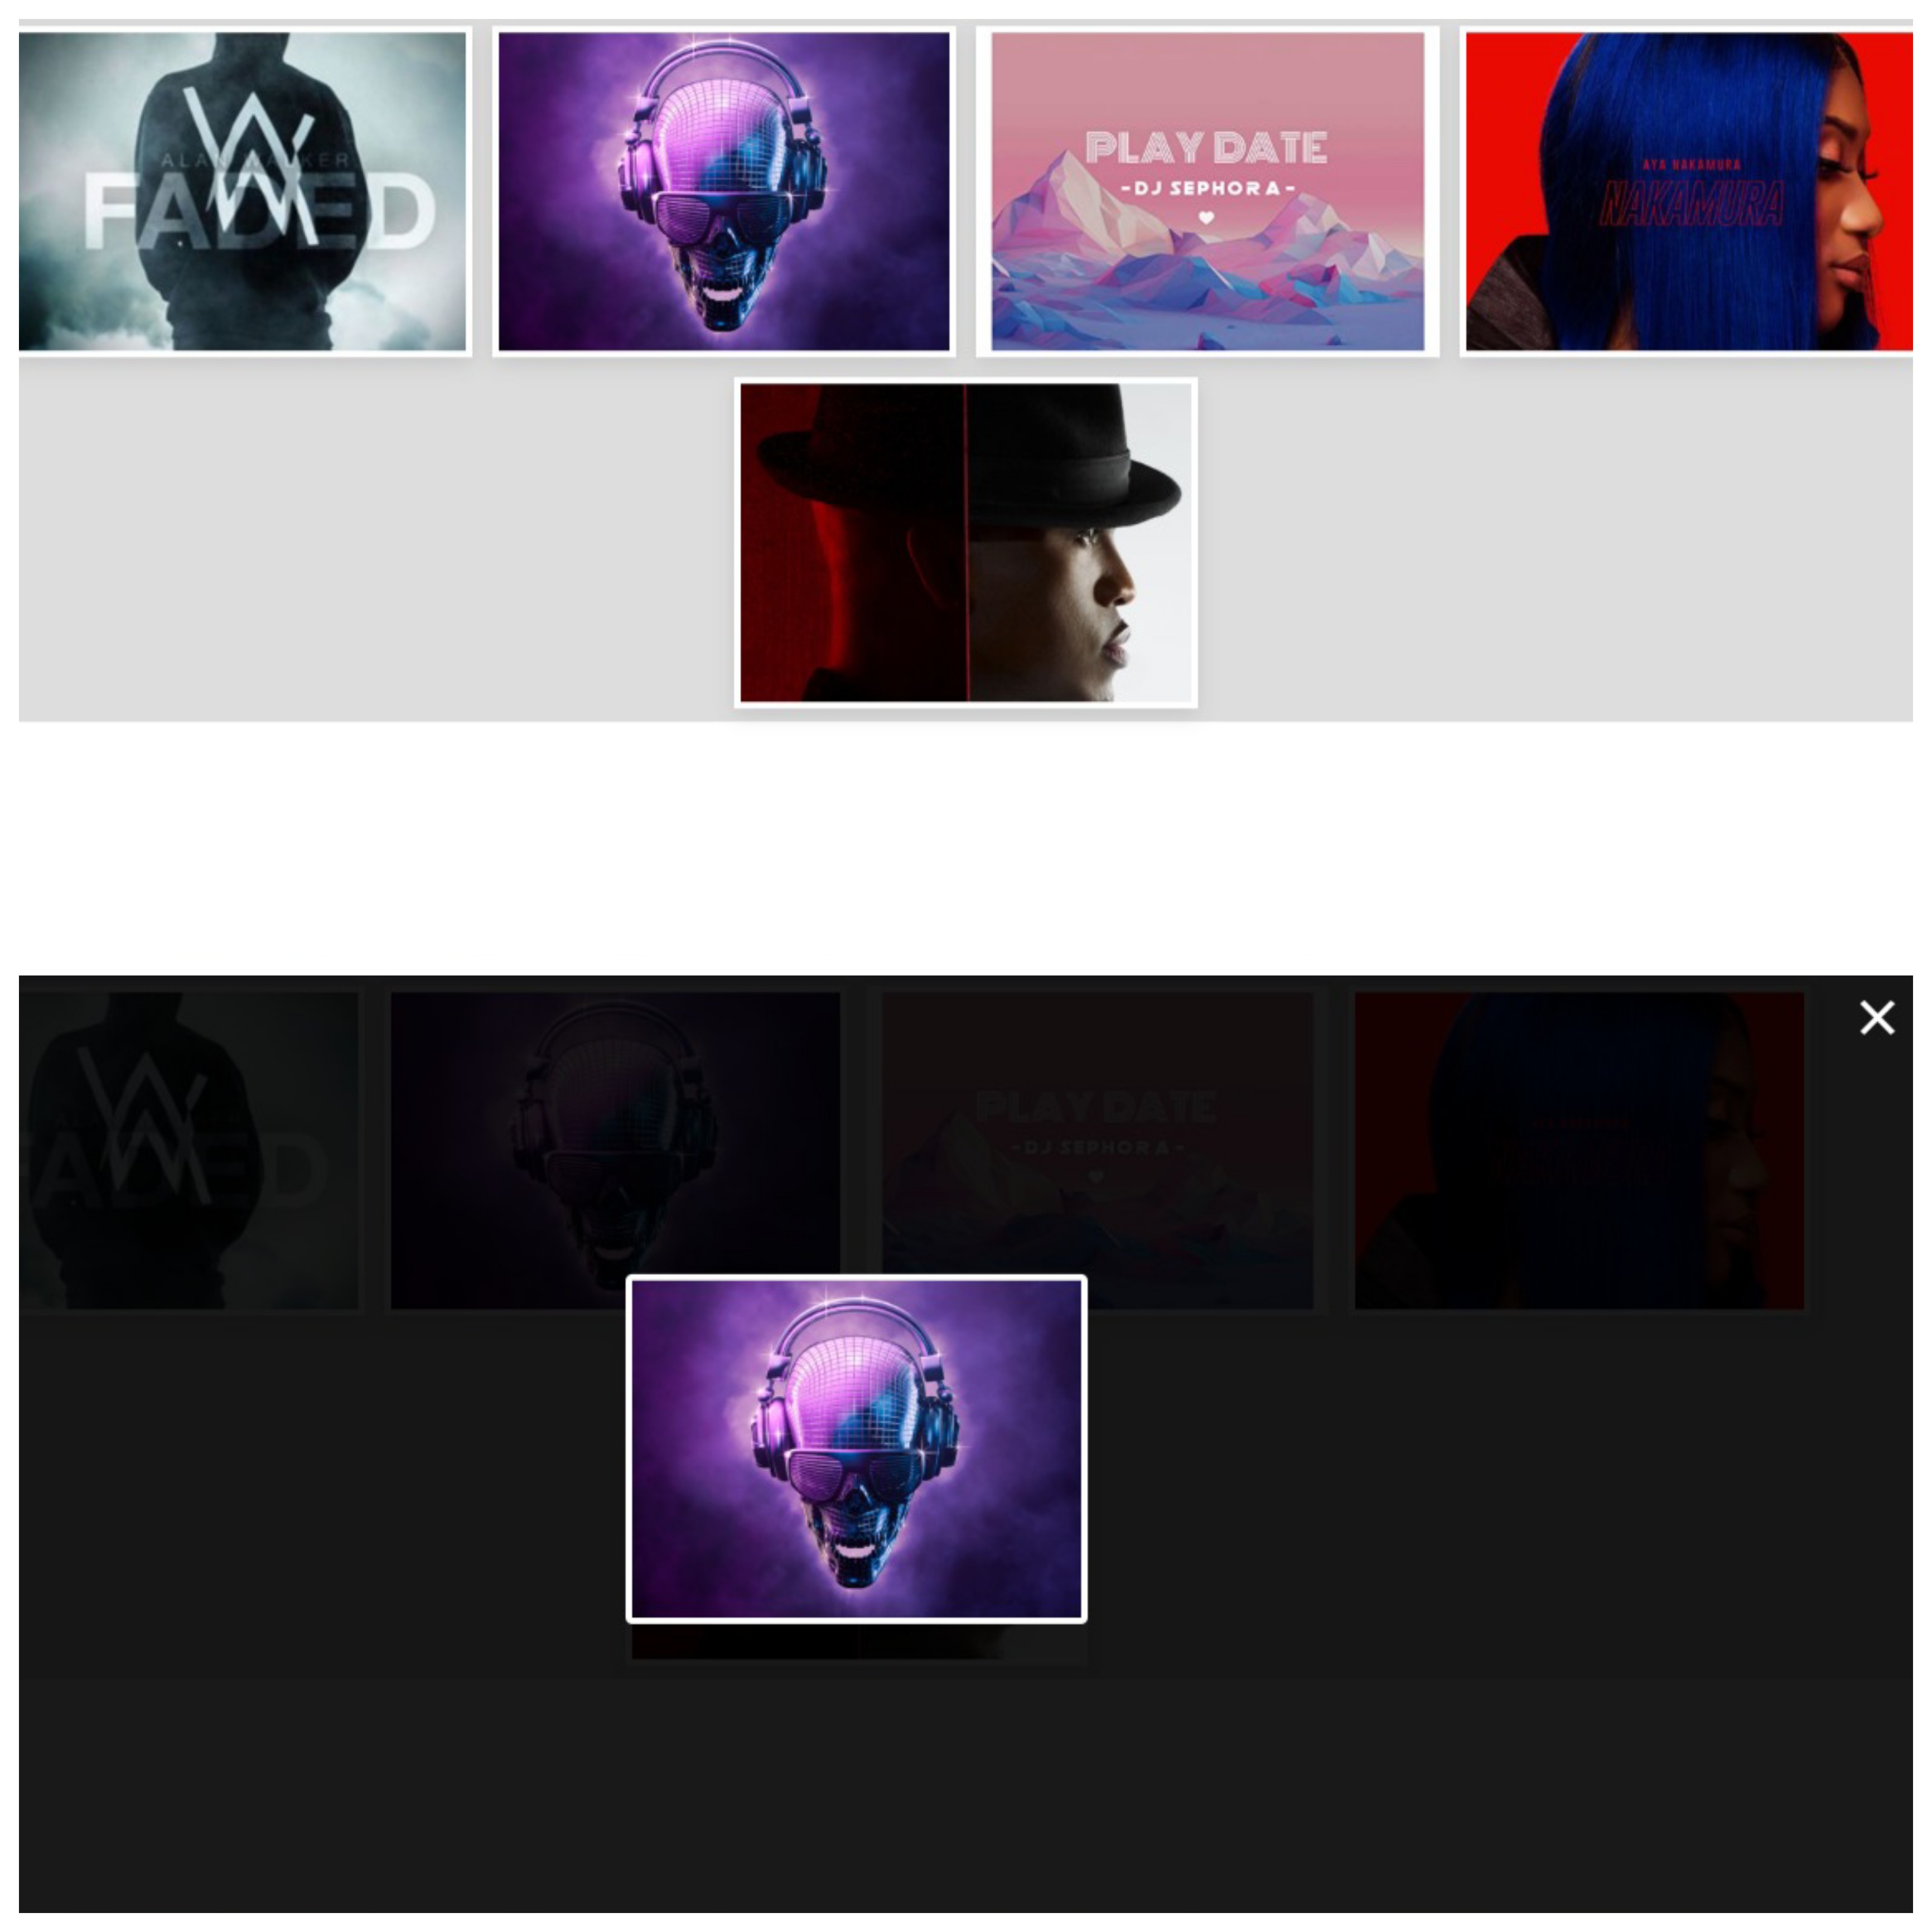 ALAN WALKER
FADED
PLAY DATE
-DJ SEPHORA-
AYA NAKAMURA
NAKAMURA
FADED
PLAY DATE
-DJ SEPHORA-